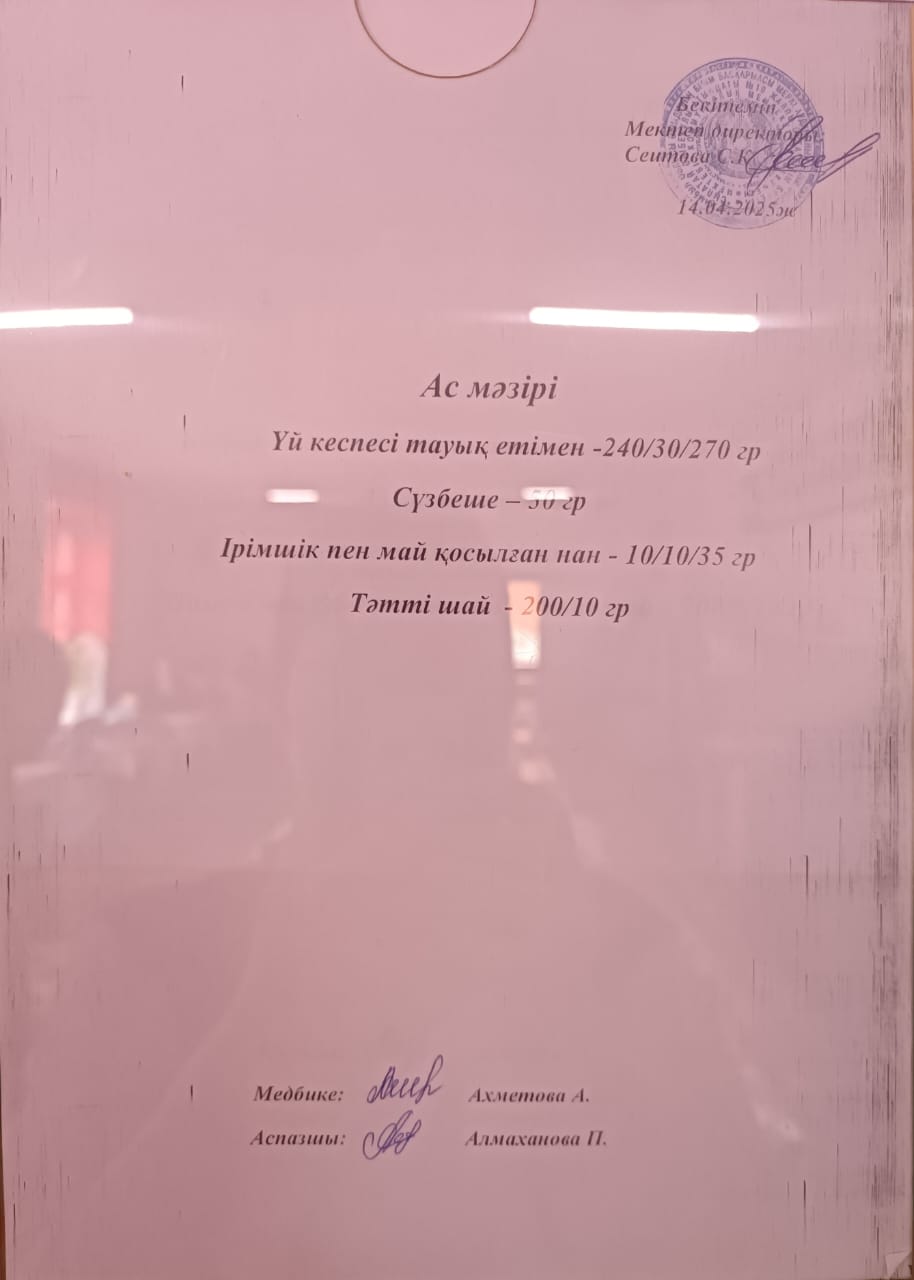 Бекітемін
Мектеп директоры:
Сеитова С.К
14.04.2025ж
Ас мәзірі
Үй кеспесі тауық етімен -240/30/270 гр
Сүзбеше – 50 гр
Ірімшік пен май қосылған нан - 10/10/35 гр
Тәтті шай - 200/10 гр
Медбике: Ахметова А.
Аспазшы: Алмаханова П.